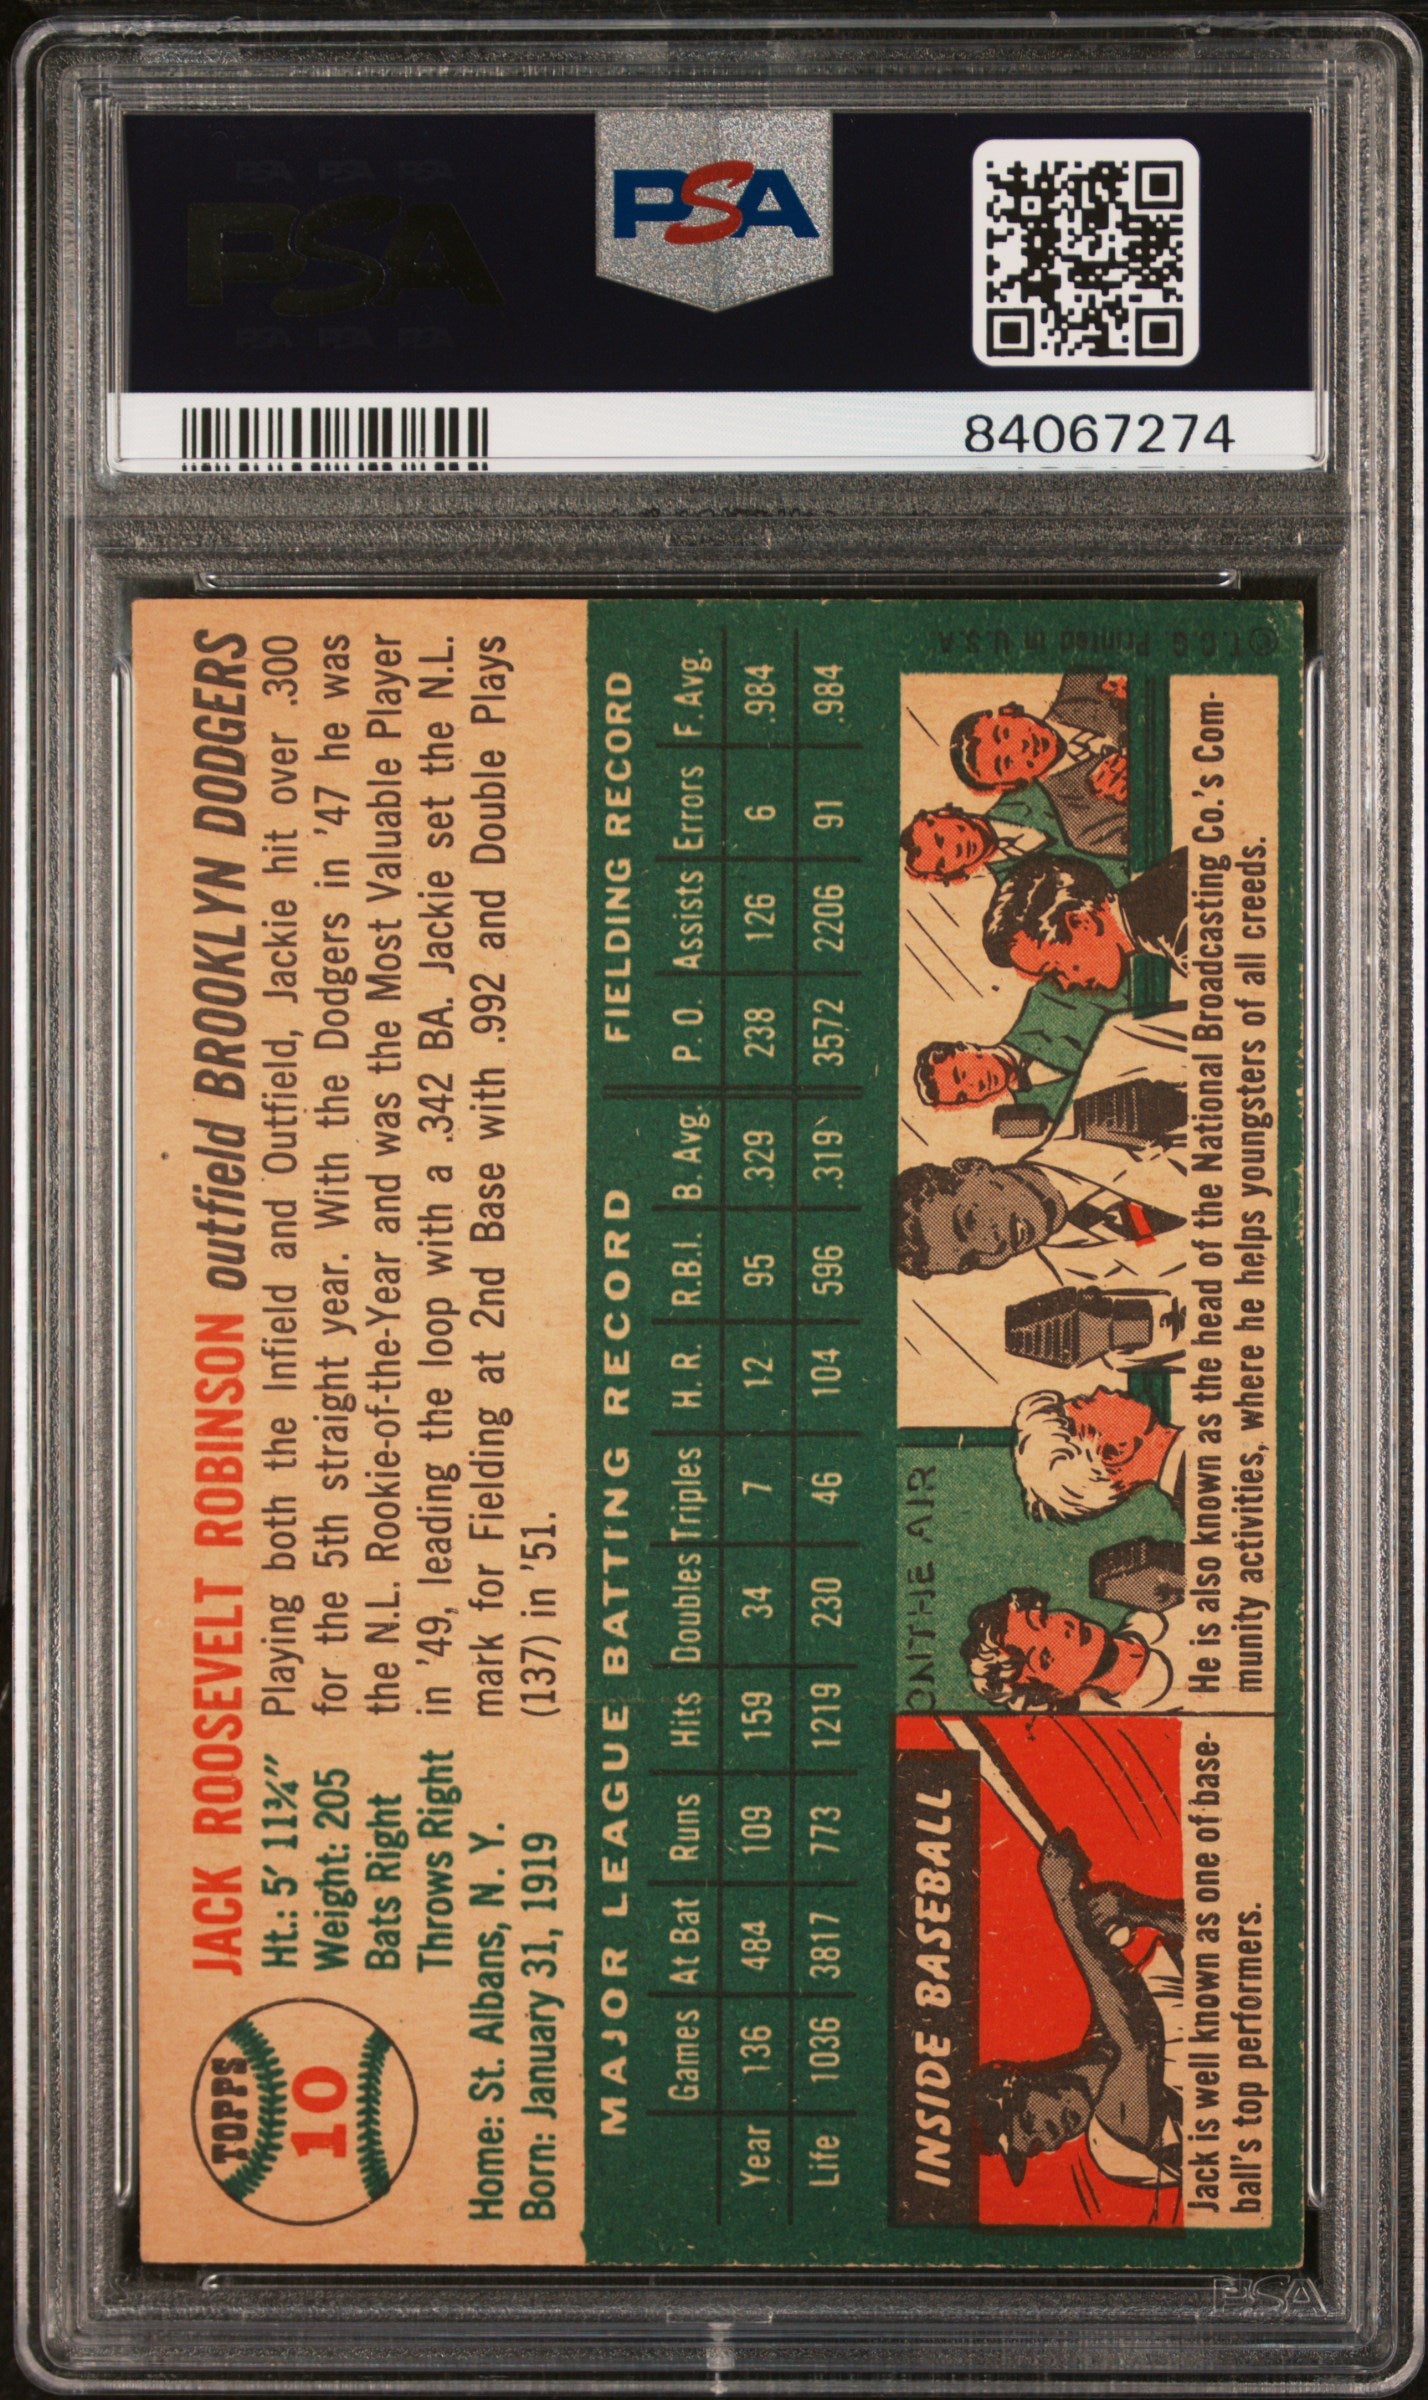 PSA PSA PSA
PSA
PSA PSA PSA
PSA
84067274
TOPPS
10
JACK ROOSEVELT ROBINSON outfield BROOKLYN DODGERS
Ht.: 5' 11¾"
Weight: 205
Bats Right
Throws Right
Home: St. Albans, N. Y.
Born: January 31, 1919
Playing both the Infield and Outfield, Jackie hit over .300
for the 5th straight year. With the Dodgers in '47 he was
the N.L. Rookie-of-the-Year and was the Most Valuable Player
in '49, leading the loop with a .342 BA. Jackie set the N.L.
mark for Fielding at 2nd Base with .992 and Double Plays
(137) in '51.
MAJOR LEAGUE BATTING RECORD FIELDING RECORD
Games At Bat Runs Hits Doubles Triples H. R. R.B.I. B. Avg. P. O. Assists Errors F. Avg.
Year 136 484 109 159 34 7 12 95 .329 238 126 6 .984
Life 1036 3817 773 1219 230 46 104 596 .319 3572 2206 91 .984
INSIDE BASEBALL
Jack is well known as one of base-
ball's top performers.
ON THE AIR
He is also known as the head of the National Broadcasting Co.'s Com-
munity activities, where he helps youngsters of all creeds.
©T.C.G. Printed in U.S.A
PSA